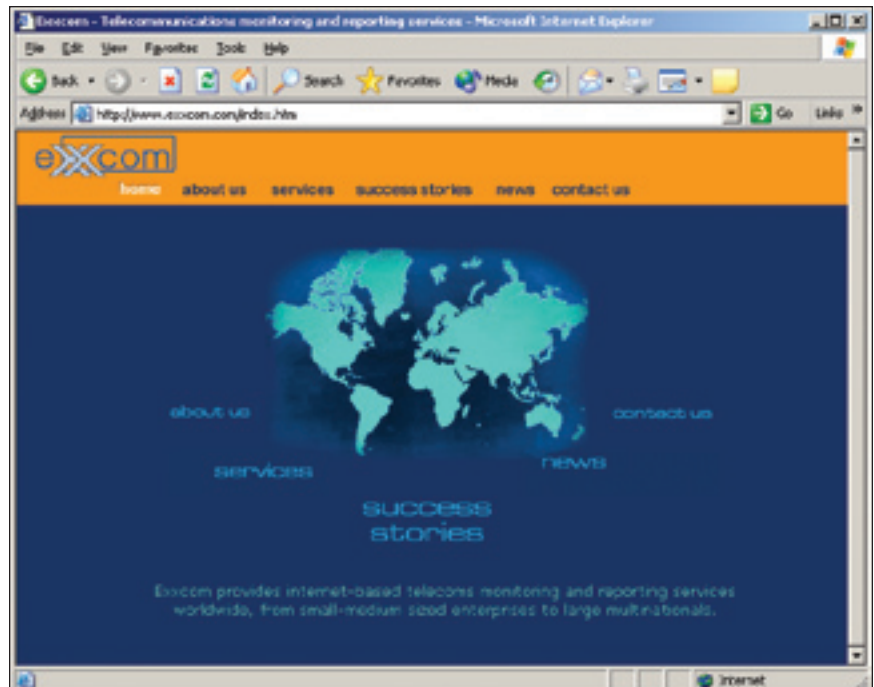 Exxcom - Telecommunications monitoring and reporting services - Microsoft Internet Explorer
File Edit View Favorites Tools Help
Back Search Favorites Media
Address http://www.exxcom.com/index.htm Go Links »
exxcom
home about us services success stories news contact us
about us contact us
services news
success
stories
Exxcom provides internet-based telecoms monitoring and reporting services
worldwide, from small-medium sized enterprises to large multinationals.
Internet